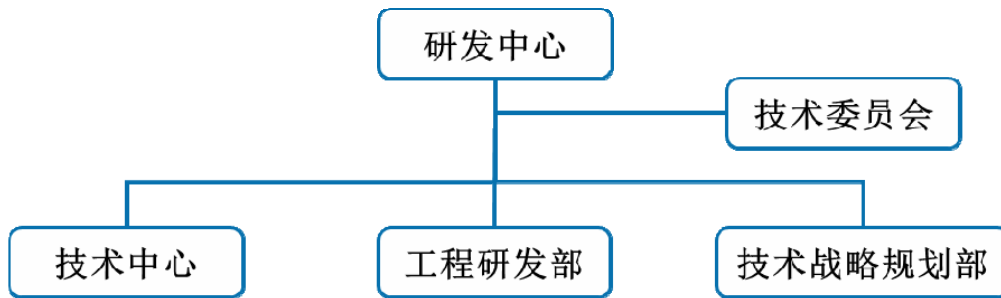 研发中心
技术委员会
技术中心
工程研发部
技术战略规划部